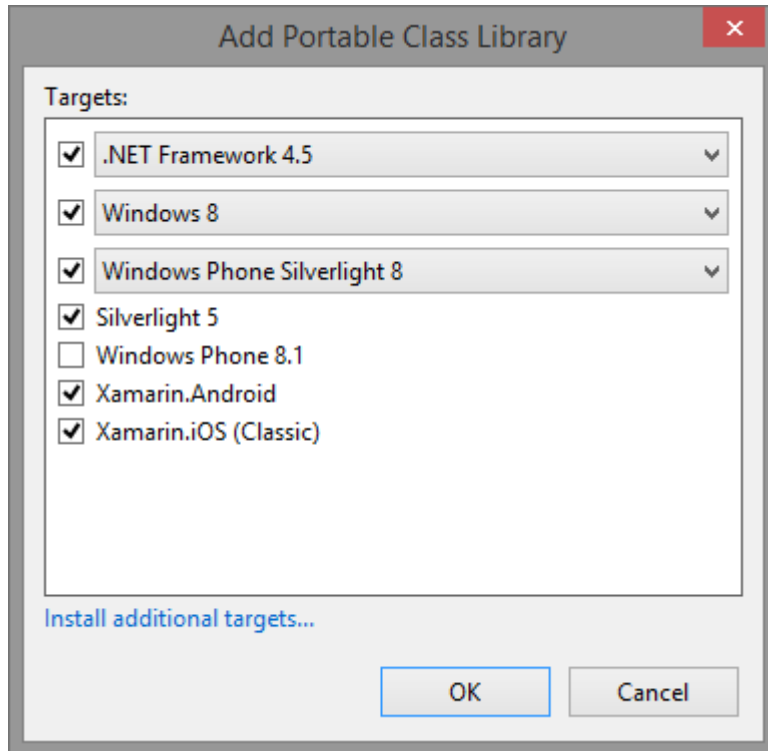 Add Portable Class Library
Targets:
.NET Framework 4.5
Windows 8
Windows Phone Silverlight 8
Silverlight 5
Windows Phone 8.1
Xamarin.Android
Xamarin.iOS (Classic)
Install additional targets...
OK Cancel